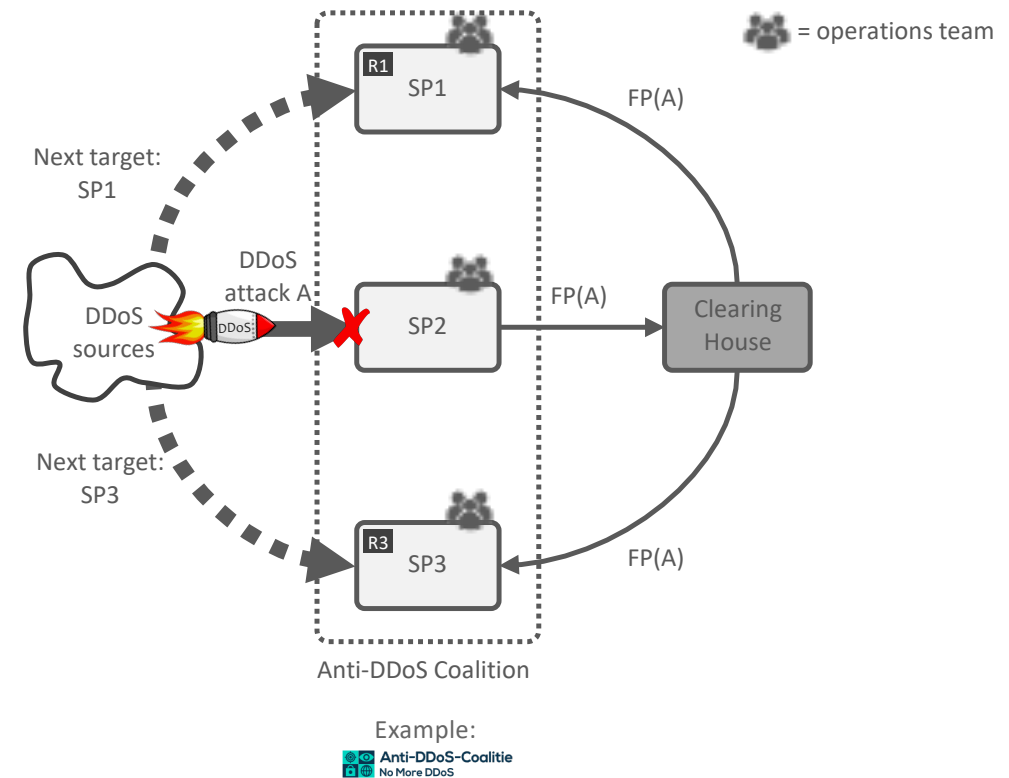 = operations team
R1
SP1
FP(A)
Next target:
SP1
DDoS
attack A
DDoS
sources
DDoS
SP2
FP(A)
Clearing
House
Next target:
SP3
R3
SP3
FP(A)
Anti-DDoS Coalition
Example:
Anti-DDoS-Coalitie
No More DDoS